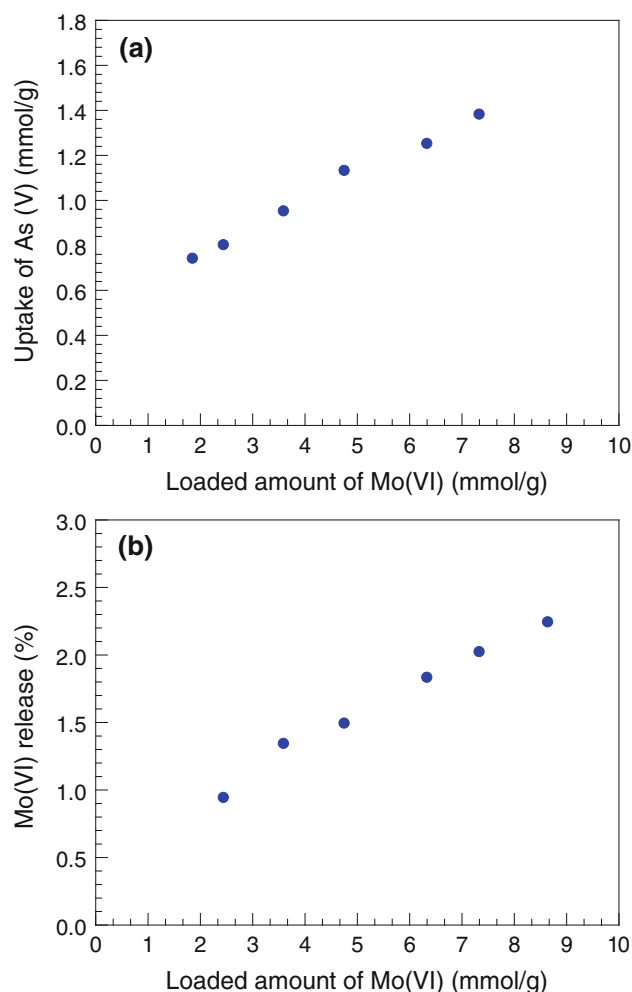 (a)
Uptake of As (V) (mmol/g)
1.8
1.6
1.4
1.2
1.0
0.8
0.6
0.4
0.2
0.0
0 1 2 3 4 5 6 7 8 9 10
Loaded amount of Mo(VI) (mmol/g)
(b)
Mo(VI) release (%)
3.0
2.5
2.0
1.5
1.0
0.5
0.0
0 1 2 3 4 5 6 7 8 9 10
Loaded amount of Mo(VI) (mmol/g)